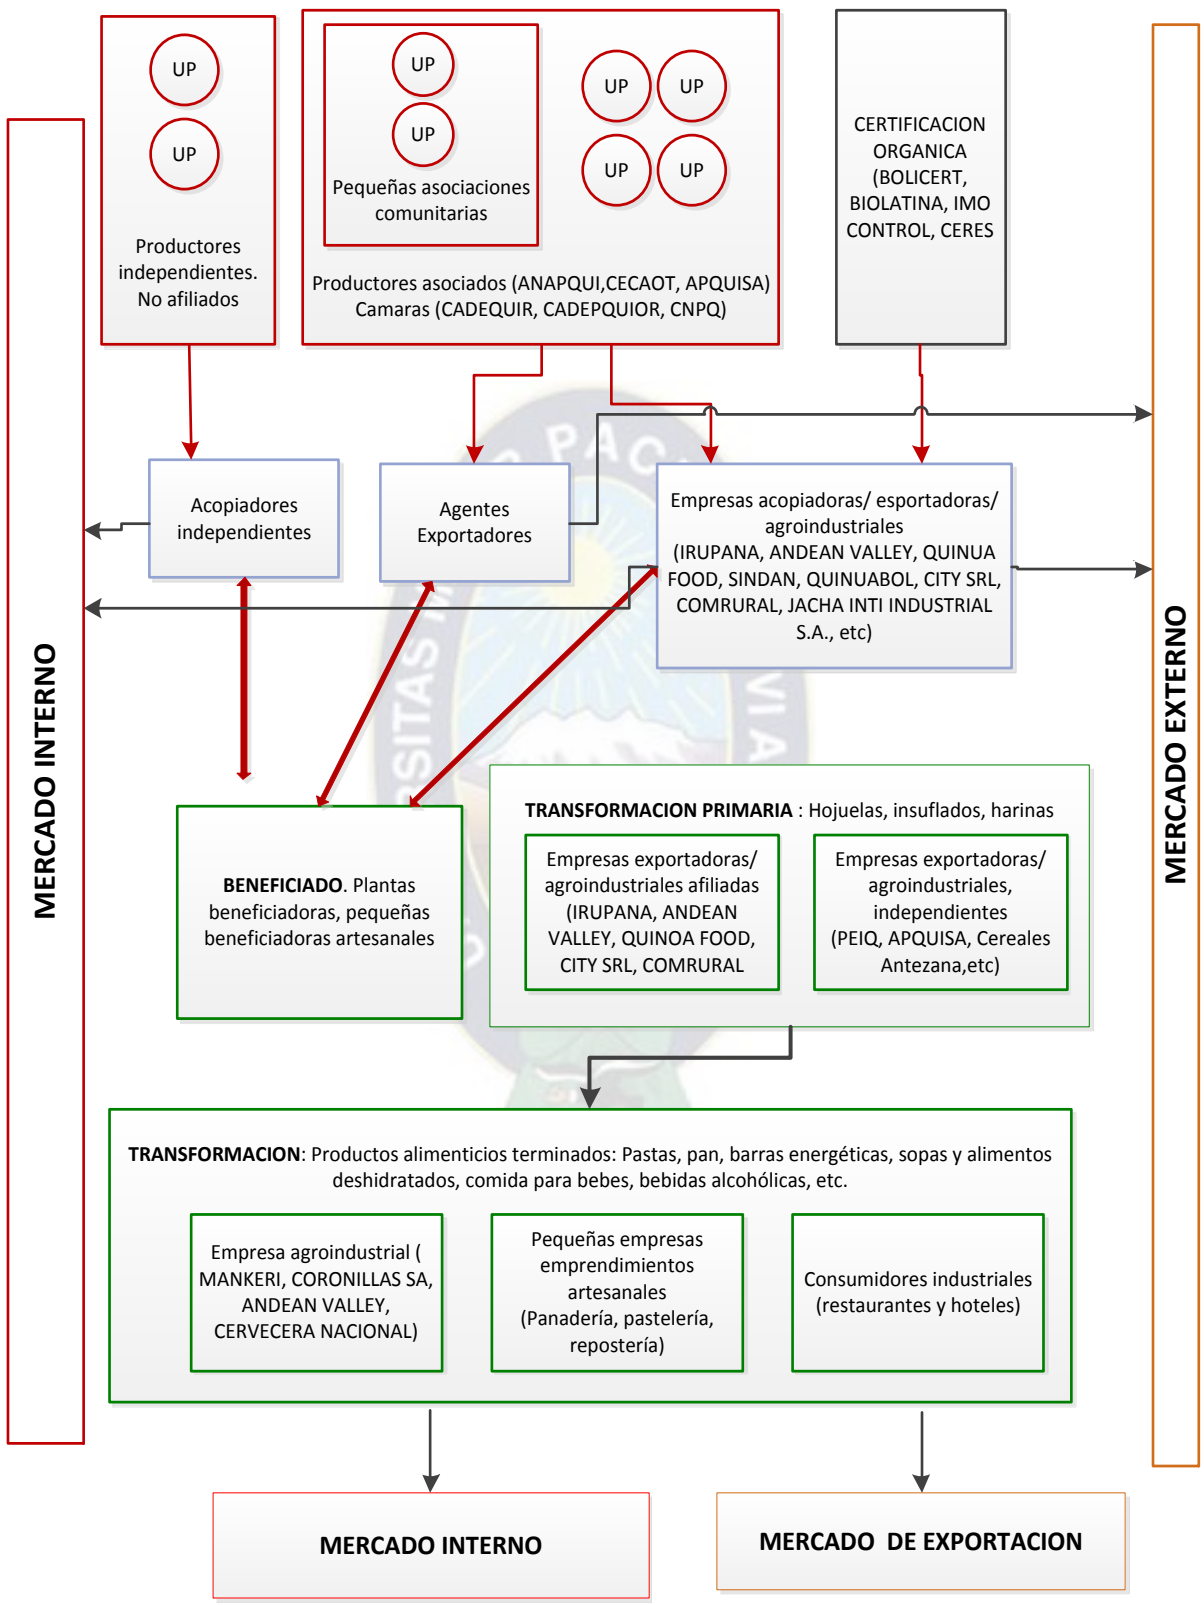 UP
UP
Productores
independientes.
No afiliados
UP
UP
Pequeñas asociaciones
comunitarias
UP
UP
UP
UP
Productores asociados (ANAPQUI,CECAOT, APQUISA)
Camaras (CADEQUIR, CADEPQUIOR, CNPQ)
CERTIFICACION
ORGANICA
(BOLICERT,
BIOLATINA, IMO
CONTROL, CERES
MERCADO INTERNO
MERCADO EXTERNO
Acopiadores
independientes
Agentes
Exportadores
Empresas acopiadoras/ esportadoras/
agroindustriales
(IRUPANA, ANDEAN VALLEY, QUINUA
FOOD, SINDAN, QUINUABOL, CITY SRL,
COMRURAL, JACHA INTI INDUSTRIAL
S.A., etc)
BENEFICIADO. Plantas
beneficiadoras, pequeñas
beneficiadoras artesanales
TRANSFORMACION PRIMARIA : Hojuelas, insuflados, harinas
Empresas exportadoras/
agroindustriales afiliadas
(IRUPANA, ANDEAN
VALLEY, QUINOA FOOD,
CITY SRL, COMRURAL
Empresas exportadoras/
agroindustriales,
independientes
(PEIQ, APQUISA, Cereales
Antezana,etc)
TRANSFORMACION: Productos alimenticios terminados: Pastas, pan, barras energéticas, sopas y alimentos
deshidratados, comida para bebes, bebidas alcohólicas, etc.
Empresa agroindustrial (
MANKERI, CORONILLAS SA,
ANDEAN VALLEY,
CERVECERA NACIONAL)
Pequeñas empresas
emprendimientos
artesanales
(Panadería, pastelería,
repostería)
Consumidores industriales
(restaurantes y hoteles)
MERCADO INTERNO
MERCADO DE EXPORTACION